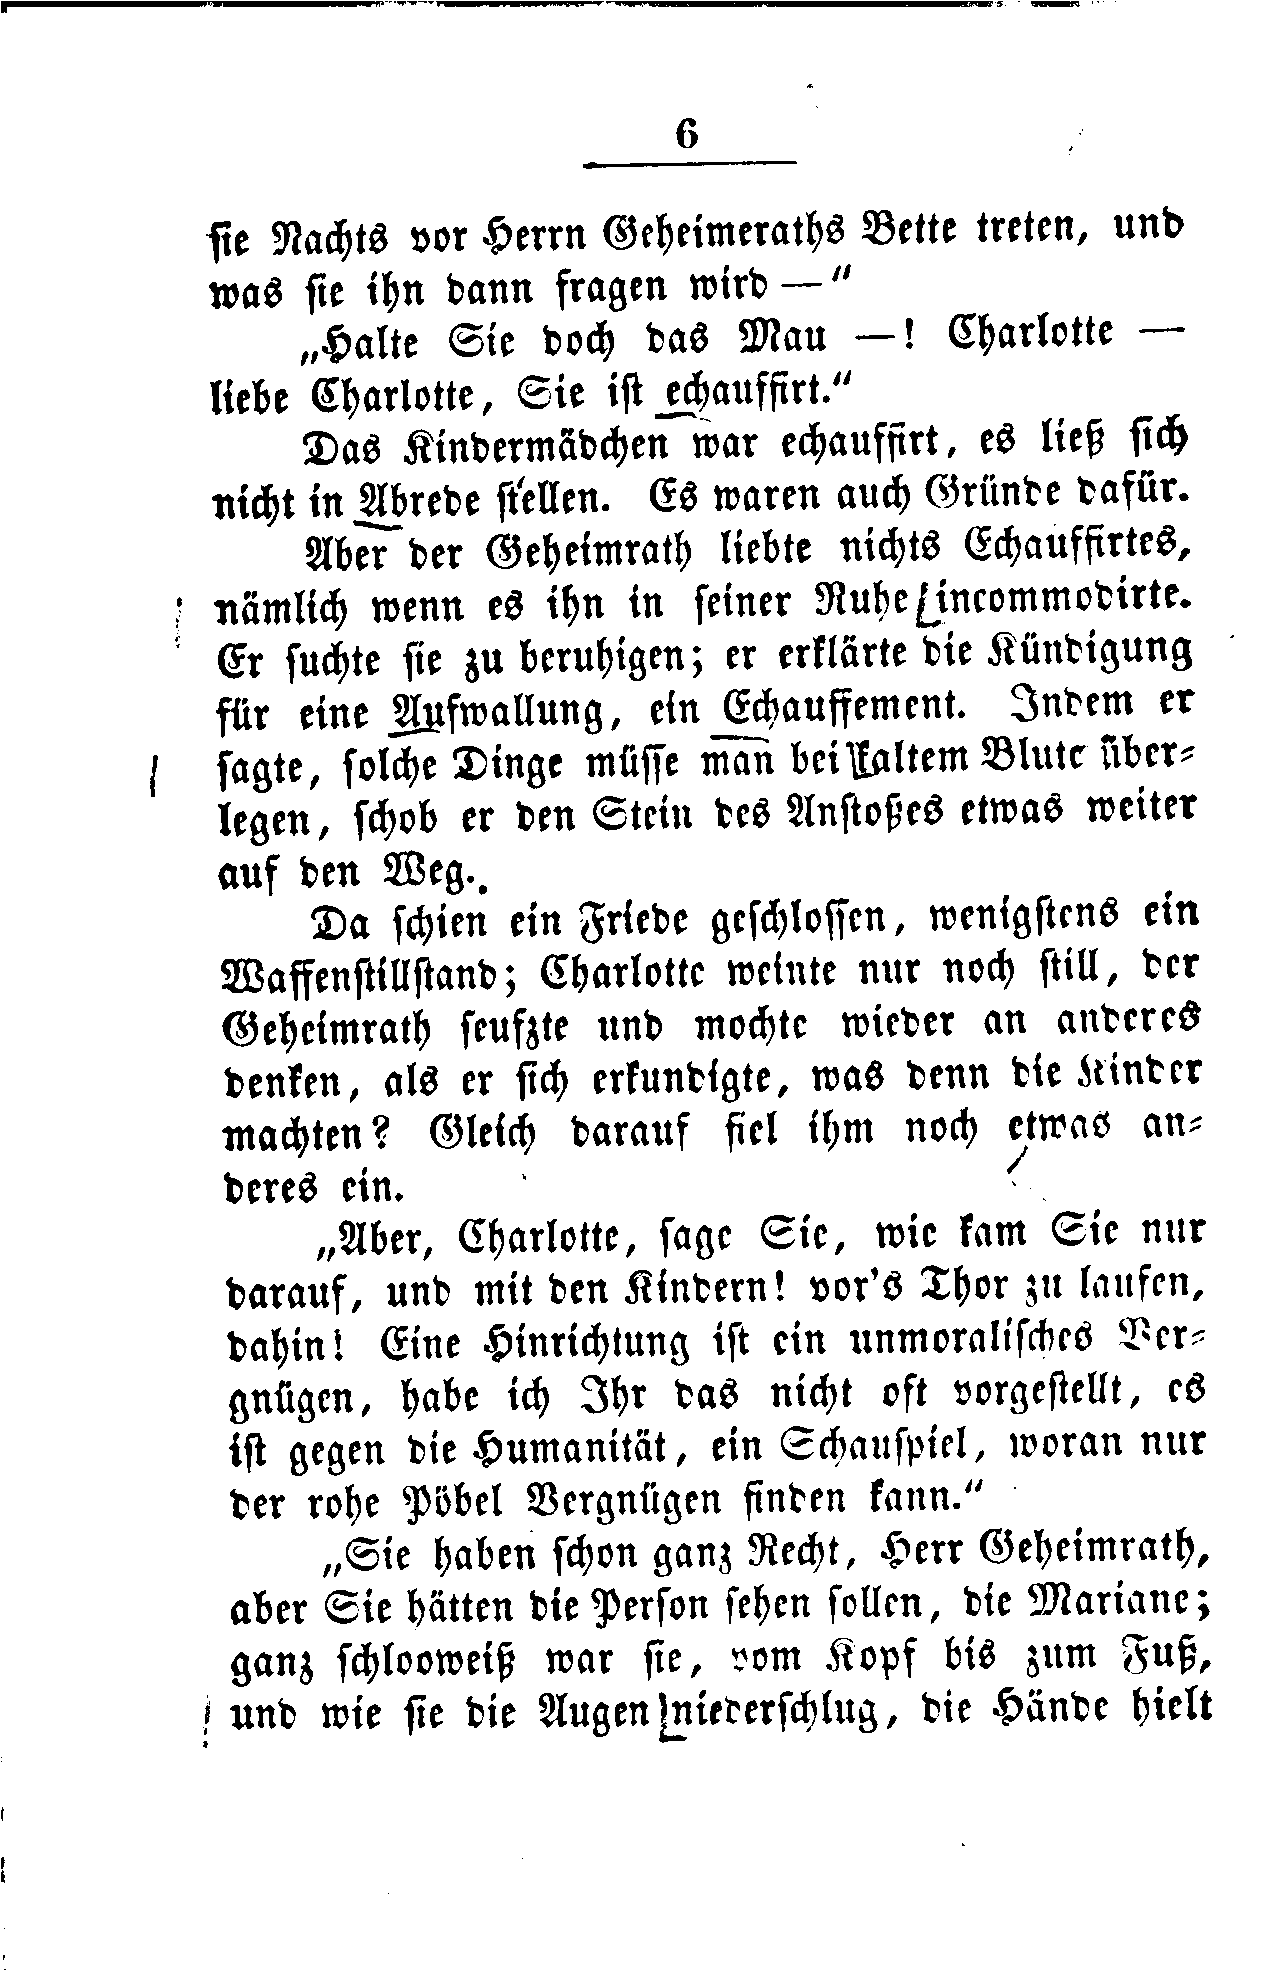 6
sie Nachts vor Herrn Geheimeraths Bette treten, und
was sie ihn dann fragen wird —“
„Halte Sie doch das Mau —! Charlotte —
liebe Charlotte, Sie ist echauffirt.“
Das Kindermädchen war echauffirt, es ließ sich
nicht in Abrede stellen. Es waren auch Gründe dafür.
Aber der Geheimrath liebte nichts Echauffirtes,
nämlich wenn es ihn in seiner Ruhe incommodirte.
Er suchte sie zu beruhigen; er erklärte die Kündigung
für eine Aufwallung, ein Echauffement. Indem er
sagte, solche Dinge müsse man bei kaltem Blute über-
legen, schob er den Stein des Anstoßes etwas weiter
auf den Weg.
Da schien ein Friede geschlossen, wenigstens ein
Waffenstillstand; Charlotte weinte nur noch still, der
Geheimrath seufzte und mochte wieder an anderes
denken, als er sich erkundigte, was denn die Kinder
machten? Gleich darauf fiel ihm noch etwas an-
deres ein.
„Aber, Charlotte, sage Sie, wie kam Sie nur
darauf, und mit den Kindern! vor's Thor zu laufen,
dahin! Eine Hinrichtung ist ein unmoralisches Ver-
gnügen, habe ich Ihr das nicht oft vorgestellt, es
ist gegen die Humanität, ein Schauspiel, woran nur
der rohe Pöbel Vergnügen finden kann.“
„Sie haben schon ganz Recht, Herr Geheimrath,
aber Sie hätten die Person sehen sollen, die Mariane;
ganz schlooweiß war sie, vom Kopf bis zum Fuß,
und wie sie die Augen niederschlug, die Hände hielt